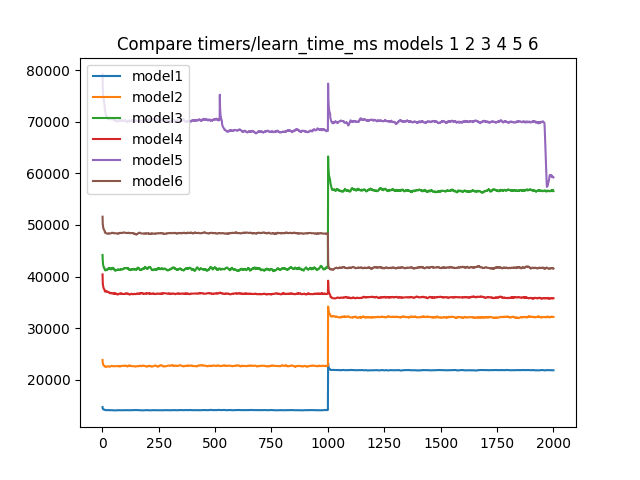 Compare timers/learn_time_ms models 1 2 3 4 5 6
80000
70000
60000
50000
40000
30000
20000
model1
model2
model3
model4
model5
model6
0 250 500 750 1000 1250 1500 1750 2000